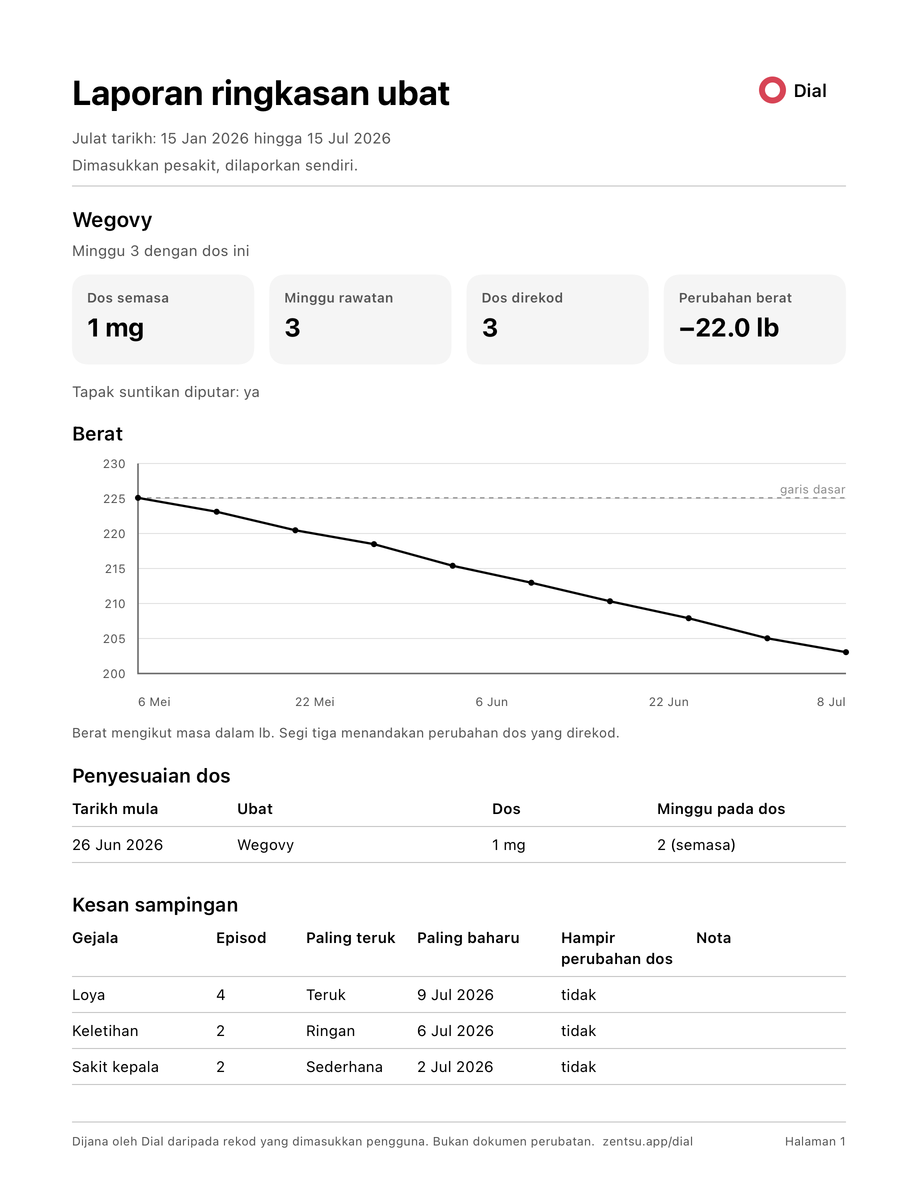 Laporan ringkasan ubat
Dial
Julat tarikh: 15 Jan 2026 hingga 15 Jul 2026
Dimasukkan pesakit, dilaporkan sendiri.
Wegovy
Minggu 3 dengan dos ini
Dos semasa
1 mg
Minggu rawatan
3
Dos direkod
3
Perubahan berat
−22.0 lb
Tapak suntikan diputar: ya
Berat
230
225
220
215
210
205
200
garis dasar
6 Mei
22 Mei
6 Jun
22 Jun
8 Jul
Berat mengikut masa dalam lb. Segi tiga menandakan perubahan dos yang direkod.
Penyesuaian dos
Tarikh mula Ubat Dos Minggu pada dos
26 Jun 2026 Wegovy 1 mg 2 (semasa)
Kesan sampingan
Gejala Episod Paling teruk Paling baharu Hampir perubahan dos Nota
Loya 4 Teruk 9 Jul 2026 tidak
Keletihan 2 Ringan 6 Jul 2026 tidak
Sakit kepala 2 Sederhana 2 Jul 2026 tidak
Dijana oleh Dial daripada rekod yang dimasukkan pengguna. Bukan dokumen perubatan. zentsu.app/dial
Halaman 1